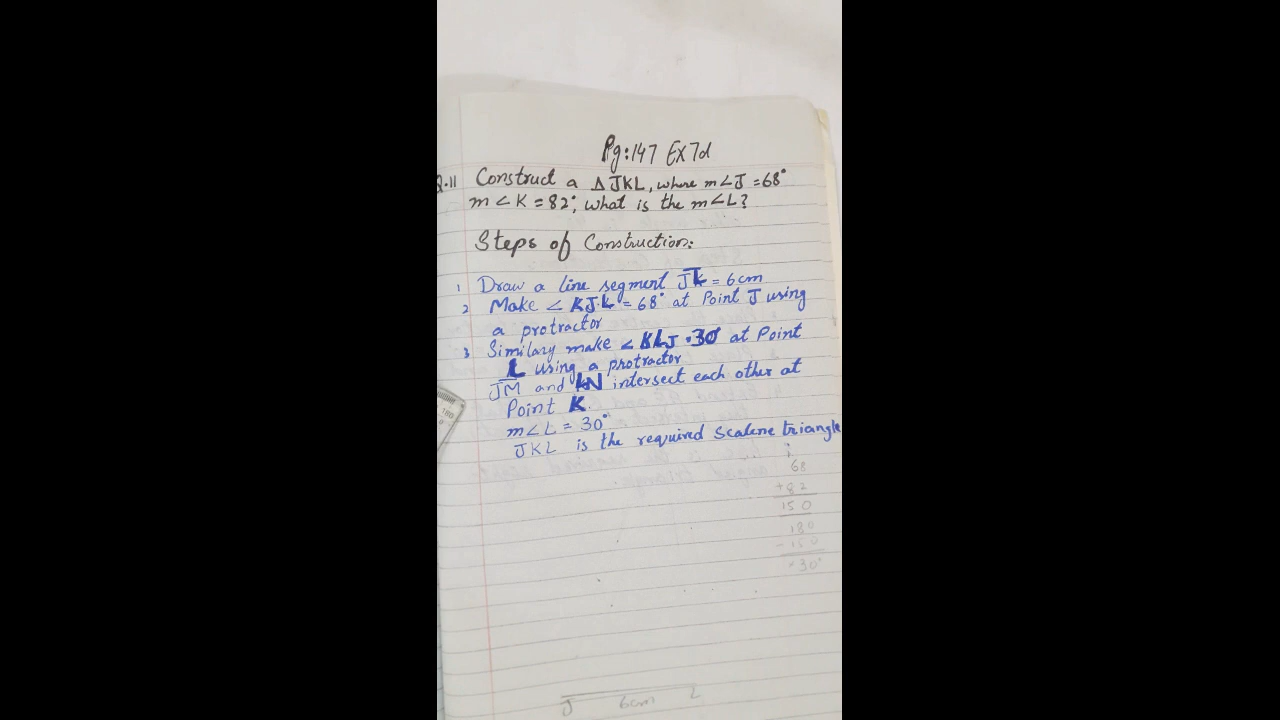 Pg:147 Ex7d
Q.11 Construct a Δ JKL, where m∠J = 68°
m∠K = 82°, what is the m∠L?
Steps of Construction:
1 Draw a line segment JL = 6cm
2 Make ∠KJL = 68° at Point J using
a protractor
3 Similary make ∠KLJ = 30° at Point
L using a protractor
JM and KN intersect each other at
Point K.
m∠L = 30°
JKL is the required Scalene triangle
68
+82
150
180
-150
30°
J 6cm L
180